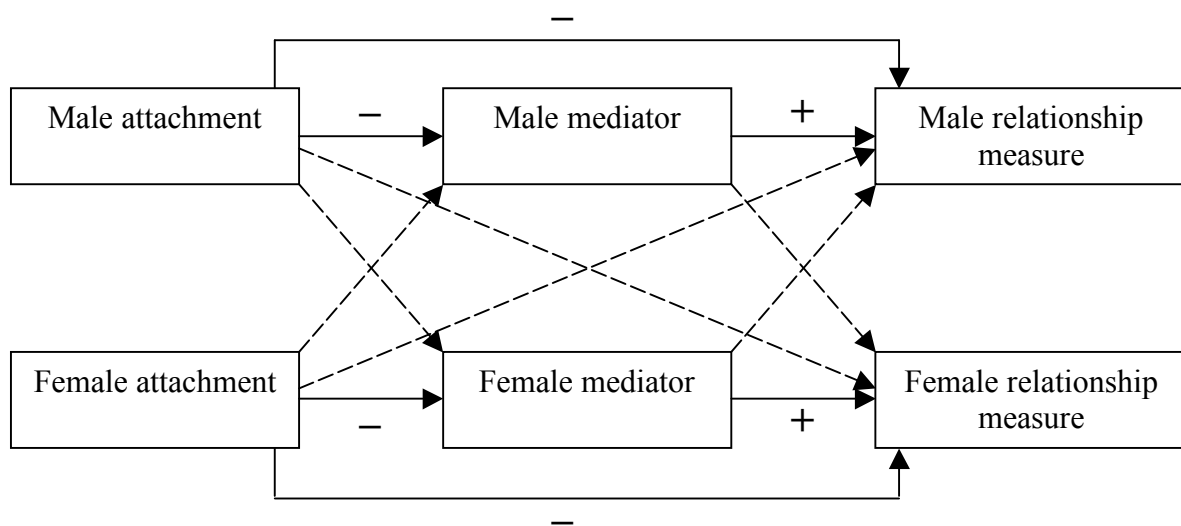 −
Male attachment
−
Male mediator
+
Male relationship
measure
Female attachment
−
Female mediator
+
Female relationship
measure
−